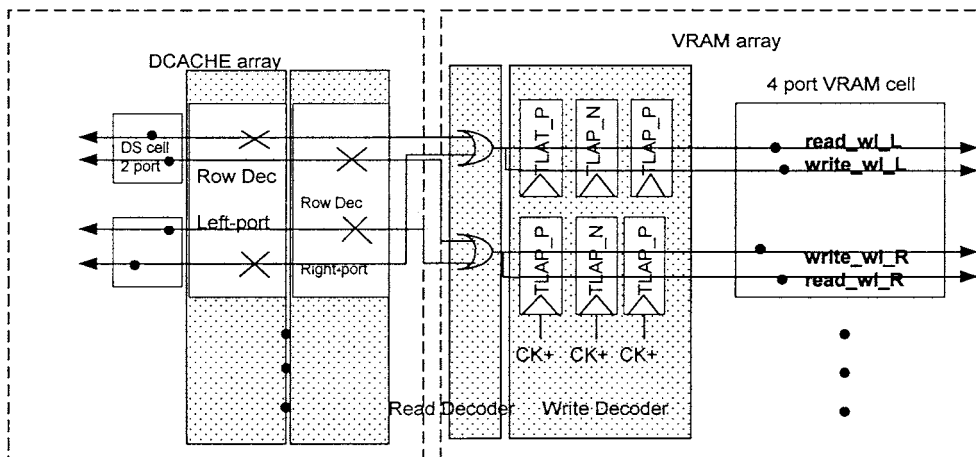 VRAM array
DCACHE array
4 port VRAM cell
DS cell
2 port
Row Dec
Left-port
Row Dec
Right-port
TLAT_P
TLAP_N
TLAP_P
TLAP_P
TLAP_N
TLAP_P
CK+ CK+ CK+
read_wl_L
write_wl_L
write_wl_R
read_wl_R
Read Decoder
Write Decoder